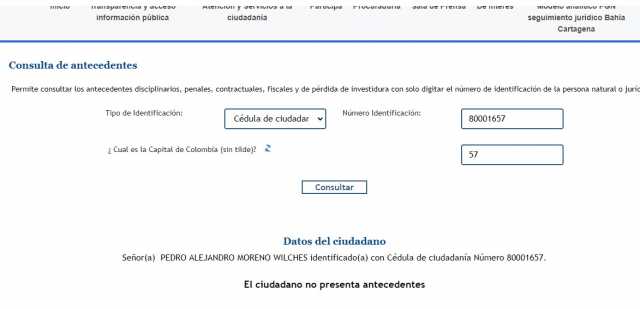 Inicio Transparencia y acceso Atención y Servicios a la Participa Procuraduría Sala de Prensa De Interés Modelo analítico PGN
información pública ciudadanía seguimiento jurídico Bahía
Cartagena
Consulta de antecedentes
Permite consultar los antecedentes disciplinarios, penales, contractuales, fiscales y de pérdida de investidura con solo digitar el número de identificación de la persona natural o juríd
Tipo de Identificación: Cédula de ciudadar Número Identificación: 80001657
¿ Cual es la Capital de Colombia (sin tilde)? 57
Consultar
Datos del ciudadano
Señor(a) PEDRO ALEJANDRO MORENO WILCHES identificado(a) con Cédula de ciudadanía Número 80001657.
El ciudadano no presenta antecedentes